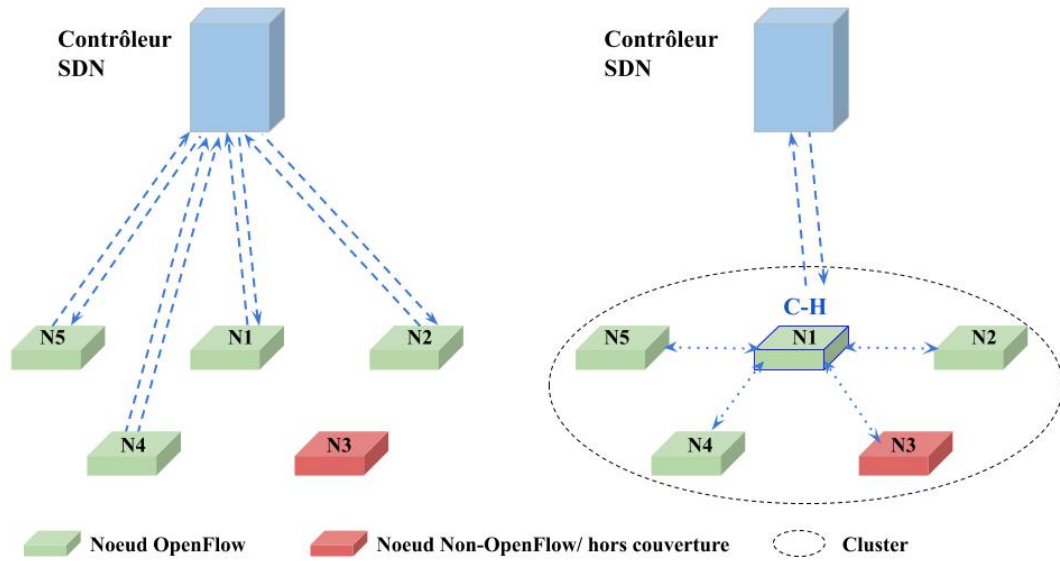 Contrôleur
SDN
Contrôleur
SDN
C-H
N5
N1
N2
N5
N1
N2
N4
N3
N4
N3
Noeud OpenFlow
Noeud Non-OpenFlow/ hors couverture
Cluster